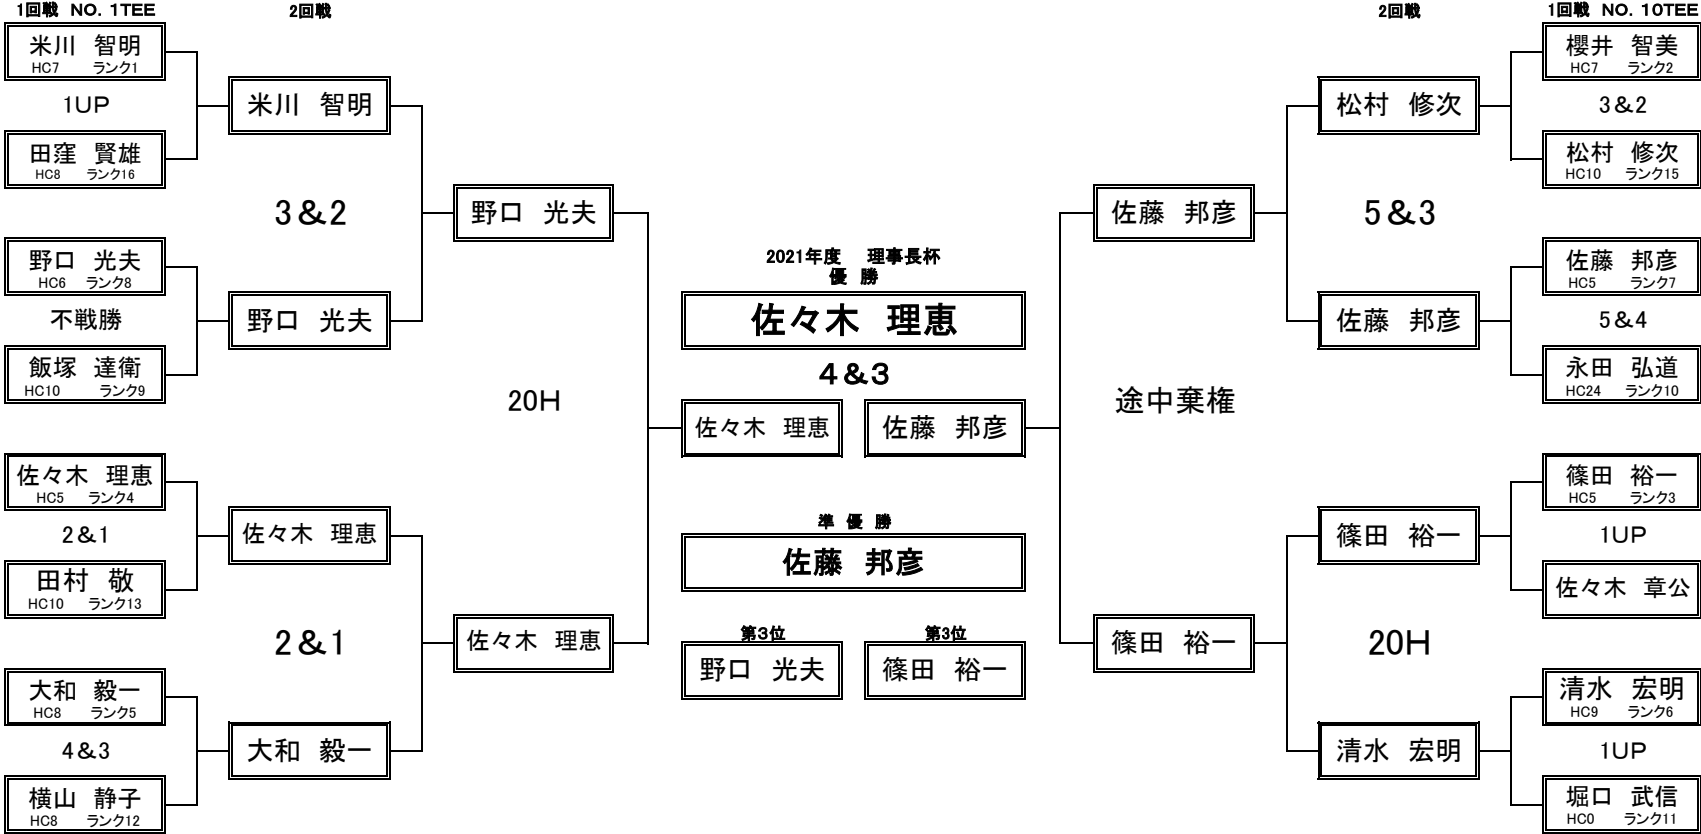 1回戦 NO. 1TEE
米川 智明
HC7 ランク1
1UP
田窪 賢雄
HC8 ランク16
野口 光夫
HC6 ランク8
不戦勝
飯塚 達衛
HC10 ランク9
佐々木 理恵
HC5 ランク4
2&1
田村 敬
HC10 ランク13
大和 毅一
HC8 ランク5
4&3
横山 静子
HC8 ランク12
2回戦
米川 智明
3&2
野口 光夫
佐々木 理恵
2&1
大和 毅一
野口 光夫
20H
佐々木 理恵
2021年度 理事長杯
優 勝
佐々木 理恵
4&3
佐々木 理恵 佐藤 邦彦
準 優 勝
佐藤 邦彦
第3位 第3位
野口 光夫 篠田 裕一
佐藤 邦彦
途中棄権
篠田 裕一
2回戦
松村 修次
5&3
佐藤 邦彦
篠田 裕一
20H
清水 宏明
1回戦 NO. 10TEE
櫻井 智美
HC7 ランク2
3&2
松村 修次
HC10 ランク15
佐藤 邦彦
HC5 ランク7
5&4
永田 弘道
HC24 ランク10
篠田 裕一
HC5 ランク3
1UP
佐々木 章公
清水 宏明
HC9 ランク6
1UP
堀口 武信
HC0 ランク11